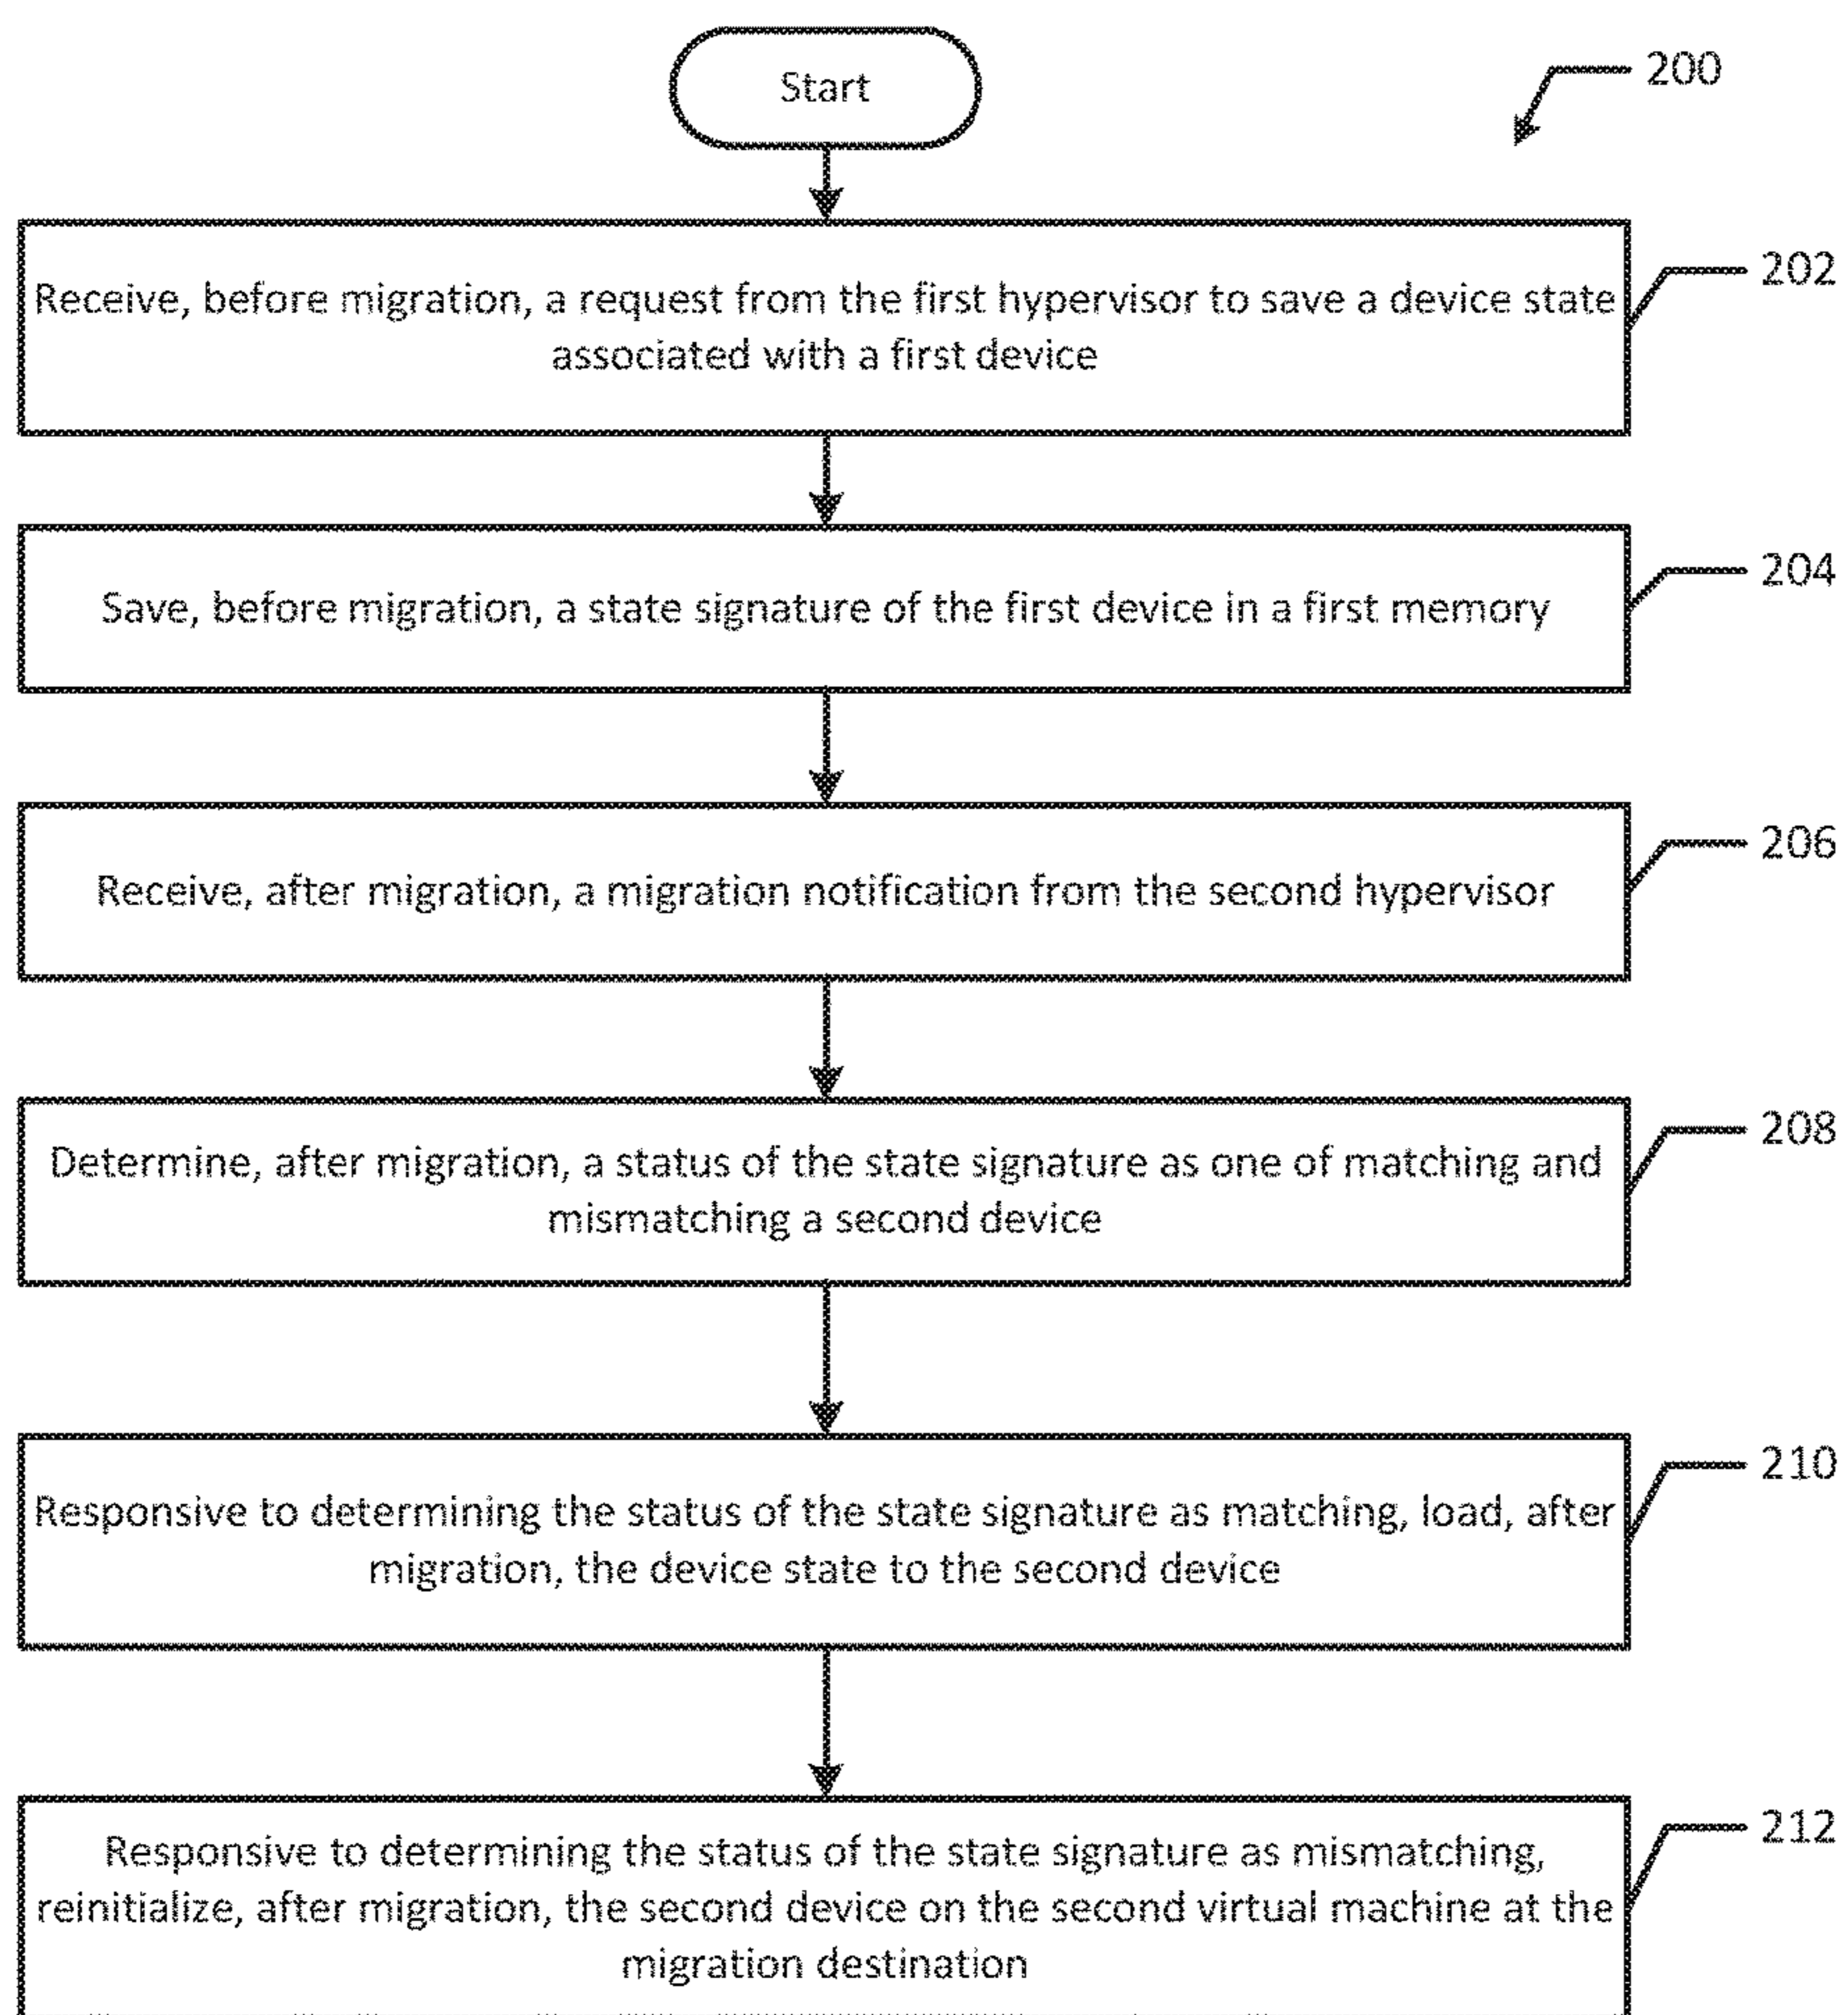 Start
200
Receive, before migration, a request from the first hypervisor to save a device state
associated with a first device
202
Save, before migration, a state signature of the first device in a first memory
204
Receive, after migration, a migration notification from the second hypervisor
206
Determine, after migration, a status of the state signature as one of matching and
mismatching a second device
208
Responsive to determining the status of the state signature as matching, load, after
migration, the device state to the second device
210
Responsive to determining the status of the state signature as mismatching,
reinitialize, after migration, the second device on the second virtual machine at the
migration destination
212